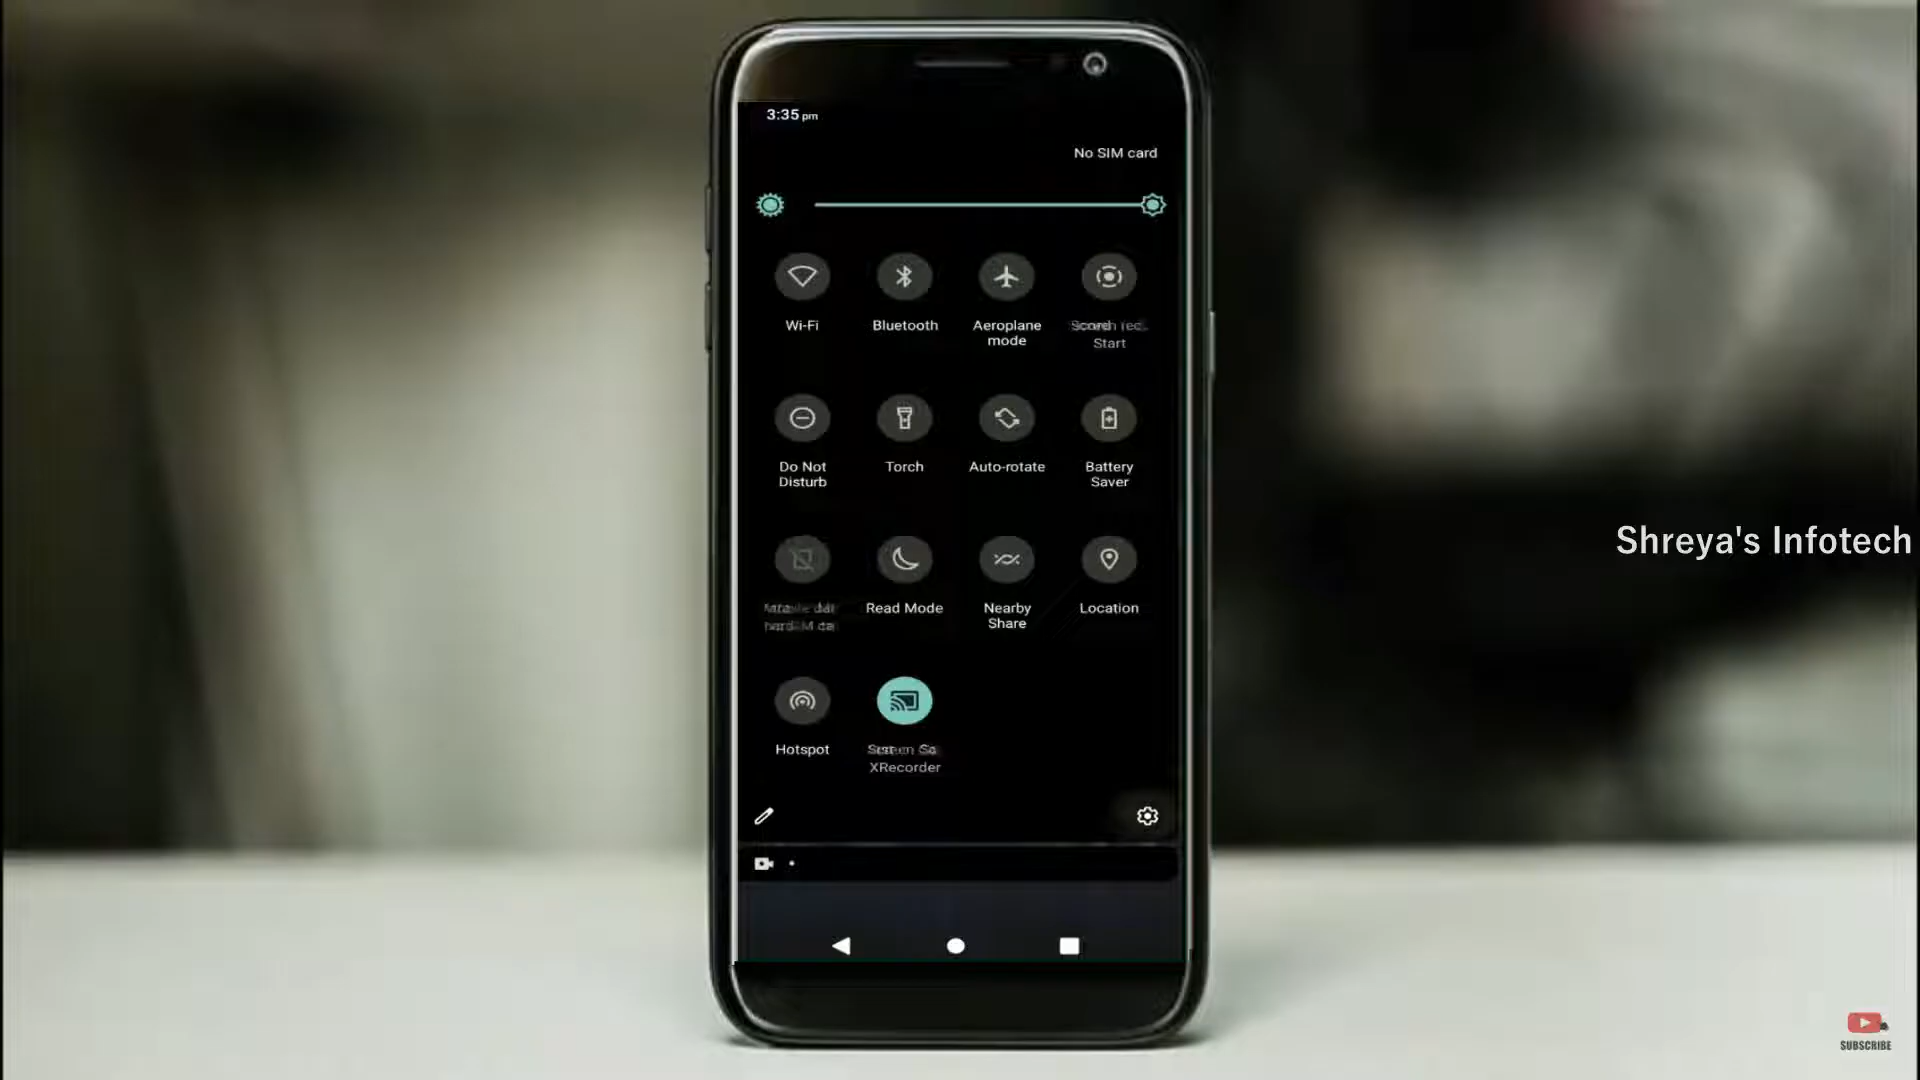 3:35 pm
No SIM card
Wi-Fi
Bluetooth
Aeroplane
mode
Start
Do Not
Disturb
Torch
Auto-rotate
Battery
Saver
Read Mode
Nearby
Share
Location
Hotspot
XRecorder
Shreya's Infotech
SUBSCRIBE